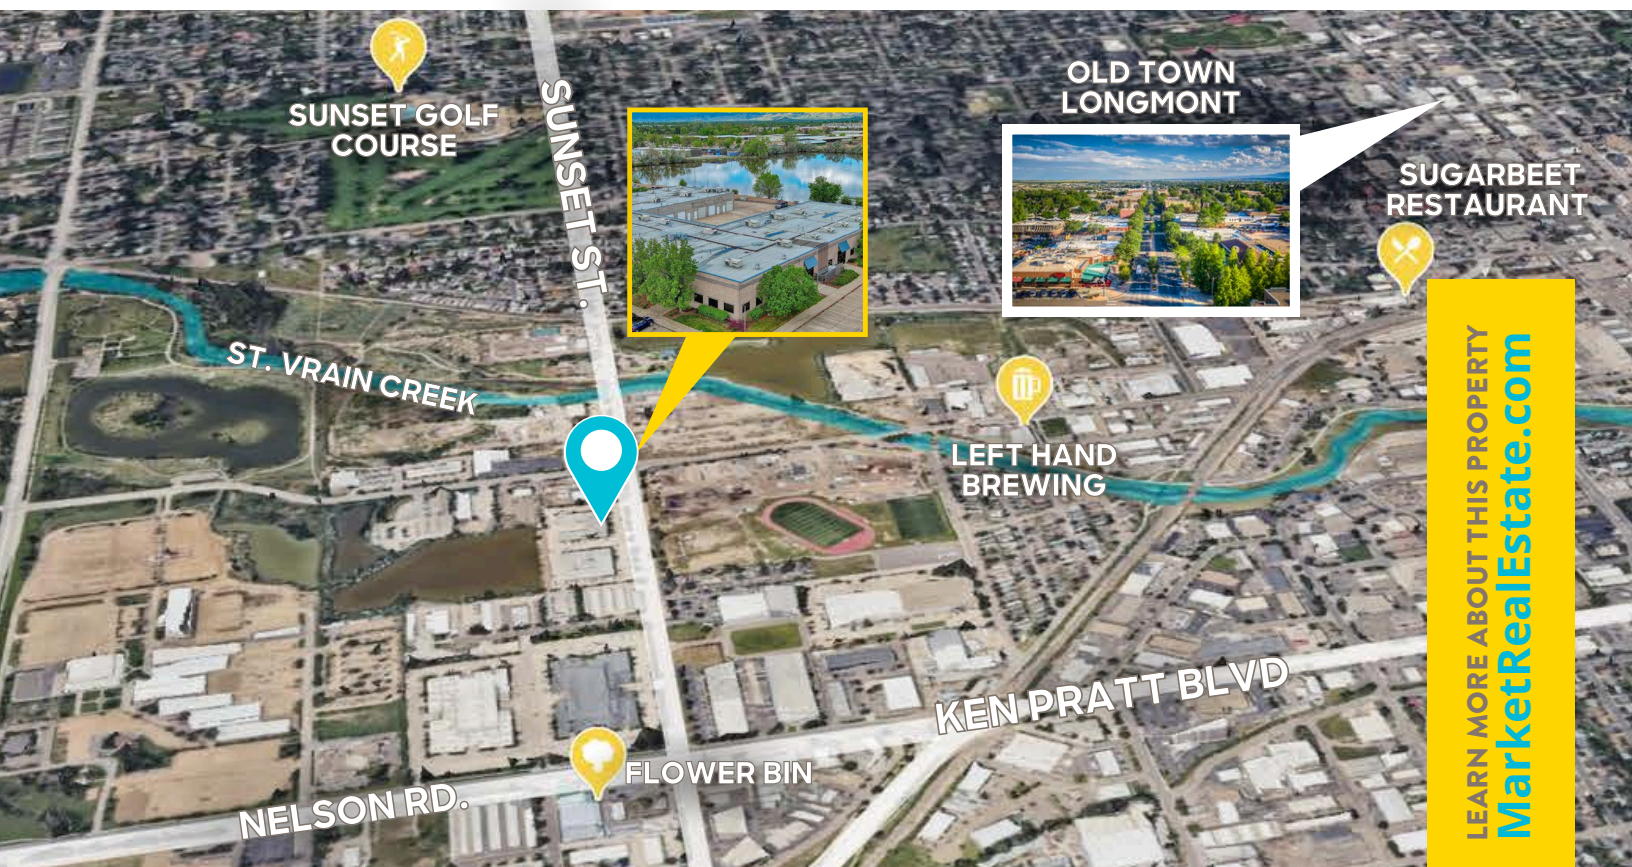 SUNSET GOLF
COURSE
SUNSET ST.
OLD TOWN
LONGMONT
SUGARBEET
RESTAURANT
ST. VRAIN CREEK
LEFT HAND
BREWING
KEN PRATT BLVD
FLOWER BIN
NELSON RD.
LEARN MORE ABOUT THIS PROPERTY
MarketRealEstate.com